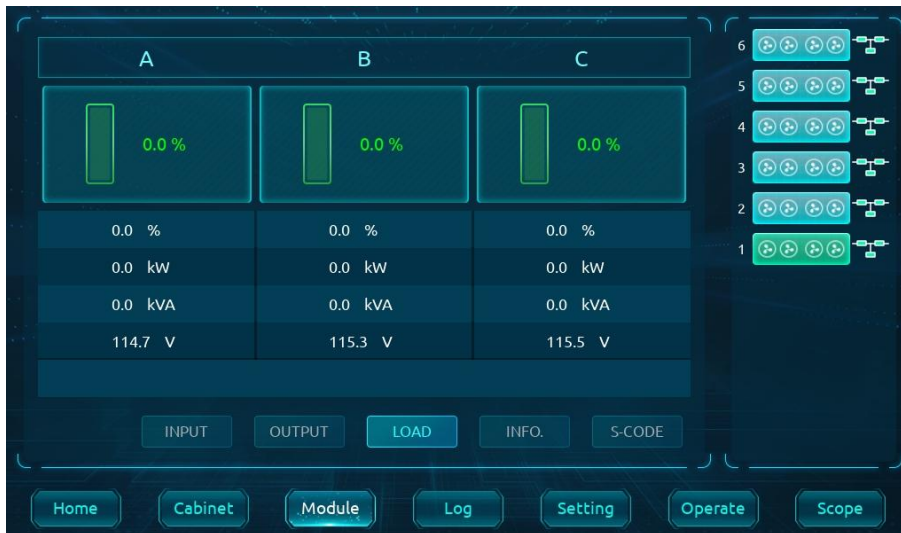 A B C
0.0 % 0.0 % 0.0 %
0.0 % 0.0 % 0.0 %
0.0 kW 0.0 kW 0.0 kW
0.0 kVA 0.0 kVA 0.0 kVA
114.7 V 115.3 V 115.5 V
INPUT OUTPUT LOAD INFO. S-CODE
6
5
4
3
2
1
Home Cabinet Module Log Setting Operate Scope